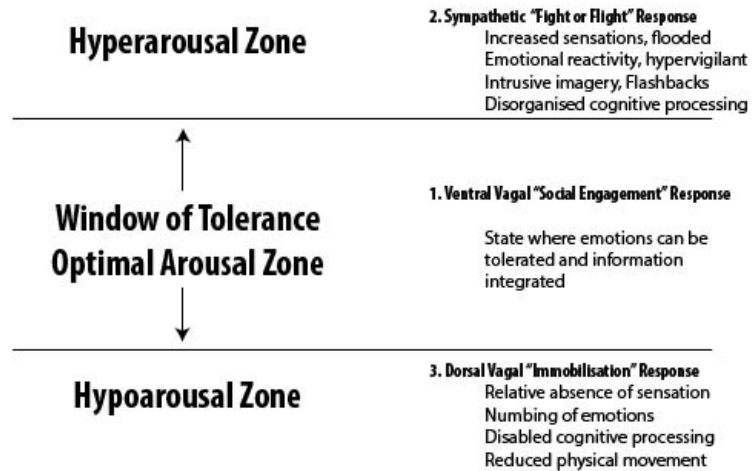 Hyperarousal Zone
2. Sympathetic “Fight or Flight” Response
Increased sensations, flooded
Emotional reactivity, hypervigilant
Intrusive imagery, Flashbacks
Disorganised cognitive processing
Window of Tolerance
Optimal Arousal Zone
1. Ventral Vagal “Social Engagement” Response
State where emotions can be
tolerated and information
integrated
Hypoarousal Zone
3. Dorsal Vagal “Immobilisation” Response
Relative absence of sensation
Numbing of emotions
Disabled cognitive processing
Reduced physical movement